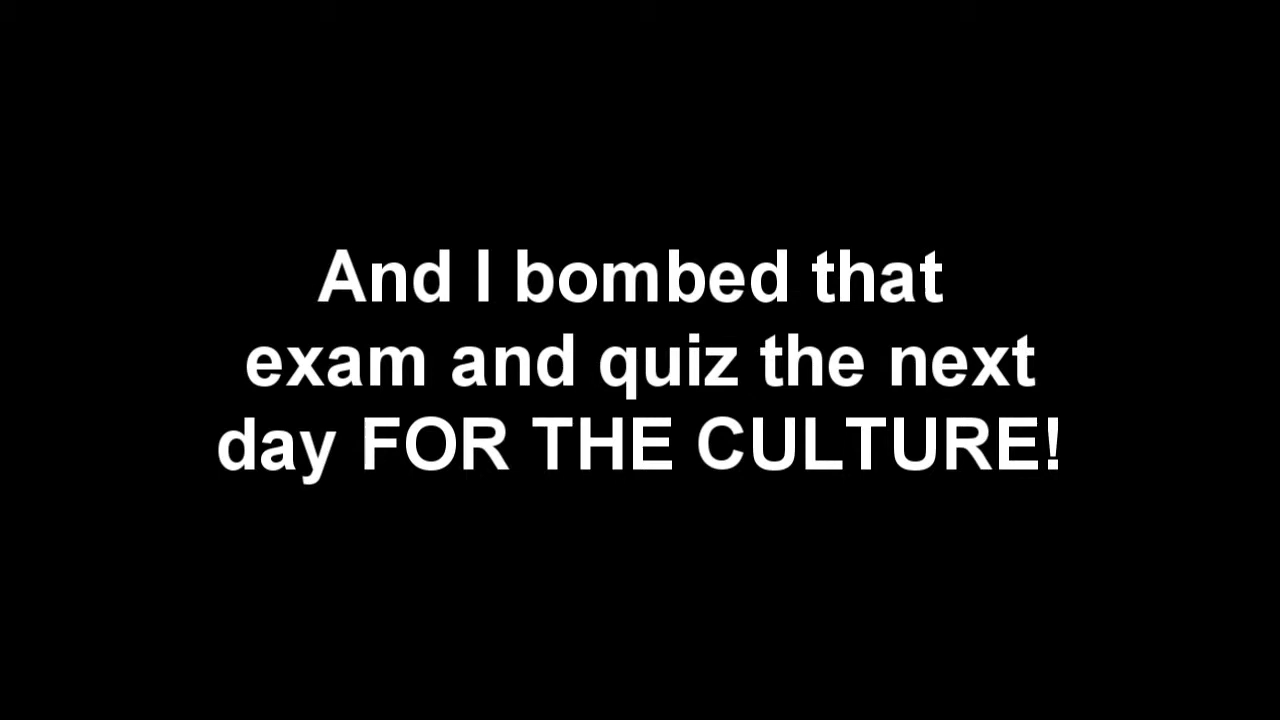 And I bombed that
exam and quiz the next
day FOR THE CULTURE!